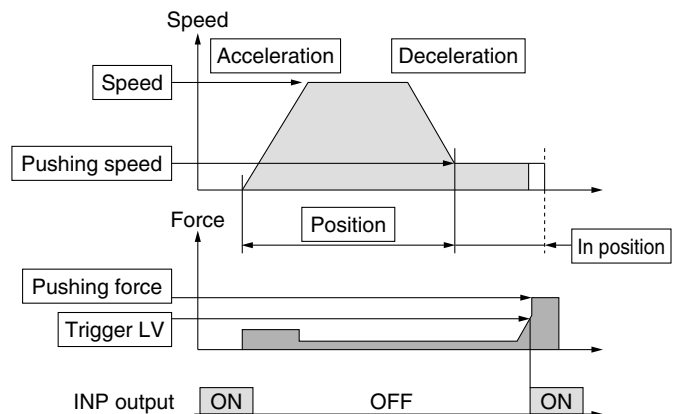 Speed
Acceleration
Deceleration
Speed
Pushing speed
Position
Force
In position
Pushing force
Trigger LV
INP output
ON
OFF
ON